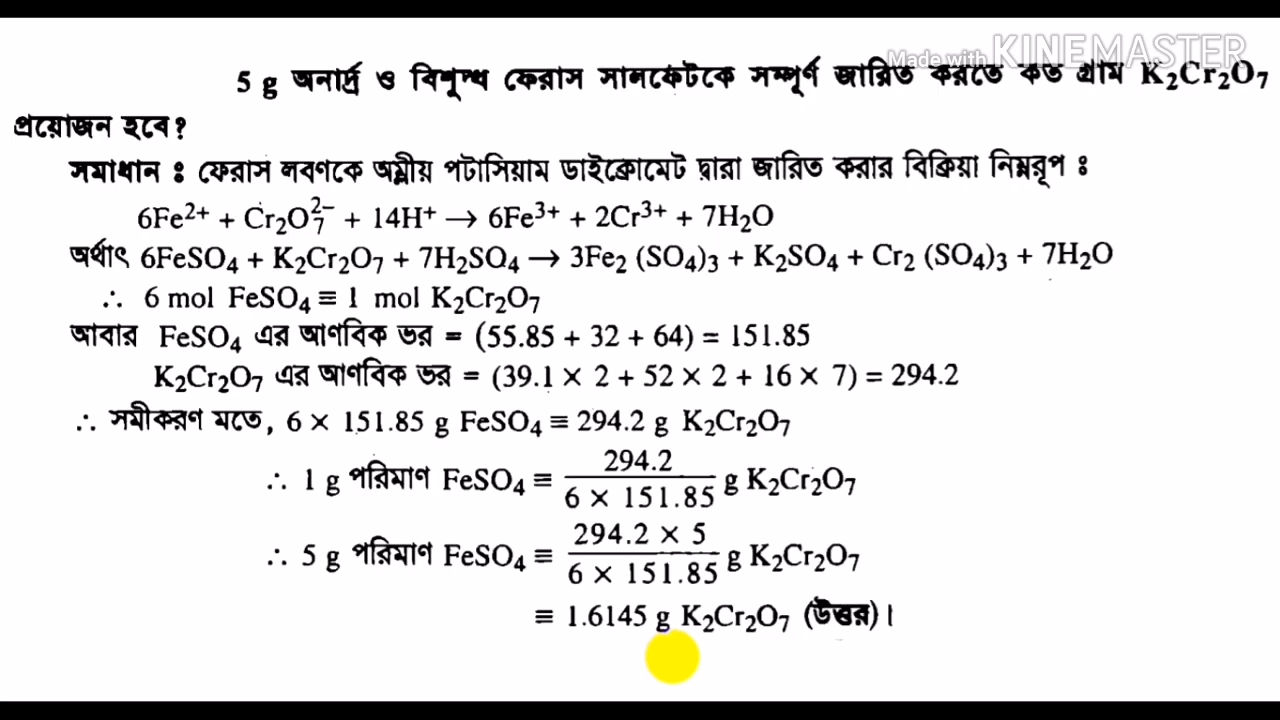 Made with KINEMASTER
5 g অনার্দ্র ও বিশুদ্ধ ফেরাস সালফেটকে সম্পূর্ণ জারিত করতে কত গ্রাম K₂Cr₂O₇
প্রয়োজন হবে?
সমাধান : ফেরাস লবণকে অম্লীয় পটাসিয়াম ডাইক্রোমেট দ্বারা জারিত করার বিক্রিয়া নিম্নরূপ :
6Fe²⁺ + Cr₂O₇²⁻ + 14H⁺ → 6Fe³⁺ + 2Cr³⁺ + 7H₂O
অর্থাৎ 6FeSO₄ + K₂Cr₂O₇ + 7H₂SO₄ → 3Fe₂ (SO₄)₃ + K₂SO₄ + Cr₂ (SO₄)₃ + 7H₂O
∴ 6 mol FeSO₄ ≡ 1 mol K₂Cr₂O₇
আবার FeSO₄ এর আণবিক ভর = (55.85 + 32 + 64) = 151.85
K₂Cr₂O₇ এর আণবিক ভর = (39.1 × 2 + 52 × 2 + 16 × 7) = 294.2
∴ সমীকরণ মতে, 6 × 151.85 g FeSO₄ ≡ 294.2 g K₂Cr₂O₇
∴ 1 g পরিমাণ FeSO₄ ≡ 294.2 / 6 × 151.85 g K₂Cr₂O₇
∴ 5 g পরিমাণ FeSO₄ ≡ 294.2 × 5 / 6 × 151.85 g K₂Cr₂O₇
≡ 1.6145 g K₂Cr₂O₇ (উত্তর)।